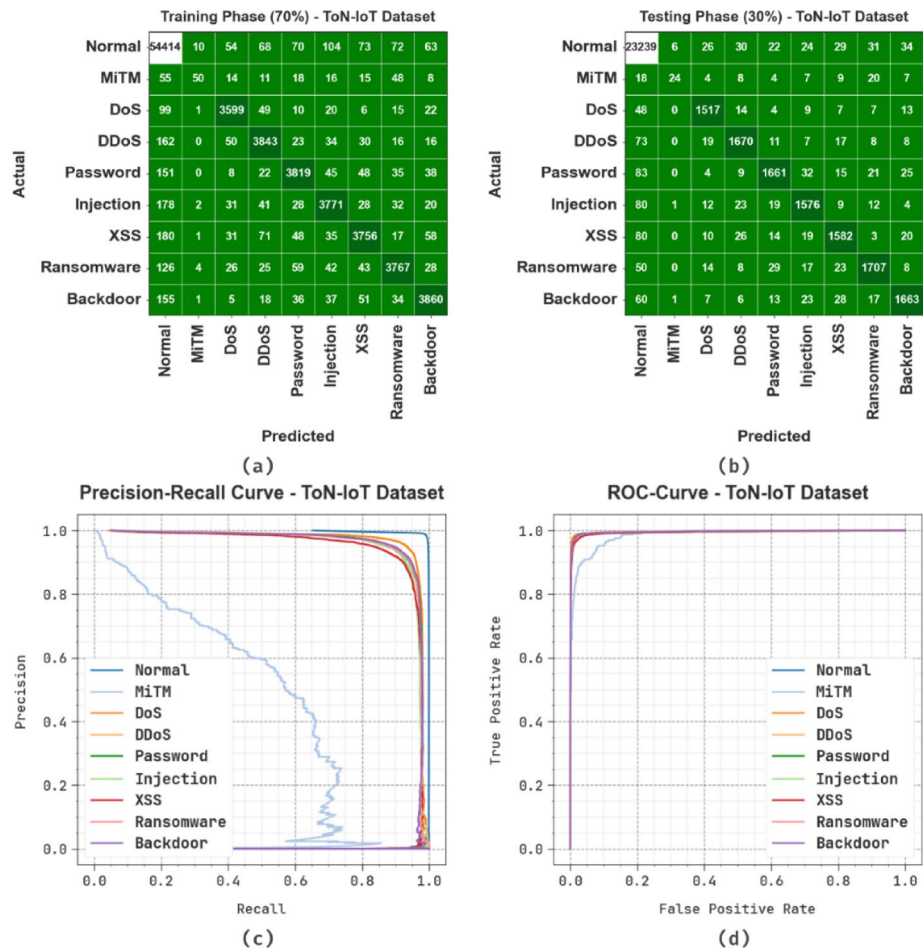 Training Phase (70%) - ToN-IoT Dataset
Normal 54414 10 54 68 70 104 73 72 63
MiTM 55 50 14 11 18 16 15 48 8
DoS 99 1 3599 49 10 20 6 15 22
DDoS 162 0 50 3843 23 34 30 16 16
Password 151 0 8 22 3819 45 48 35 38
Injection 178 2 31 41 28 3771 28 32 20
XSS 180 1 31 71 48 35 3756 17 58
Ransomware 126 4 26 25 59 42 43 3767 28
Backdoor 155 1 5 18 36 37 51 34 3860
Actual
Normal MiTM DoS DDoS Password Injection XSS Ransomware Backdoor
Predicted
(a)
Testing Phase (30%) - ToN-IoT Dataset
Normal 23239 6 26 30 22 24 29 31 34
MiTM 18 24 4 8 4 7 9 20 7
DoS 48 0 1517 14 4 9 7 7 13
DDoS 73 0 19 1670 11 7 17 8 8
Password 83 0 4 9 1661 32 15 21 25
Injection 80 1 12 23 19 1576 9 12 4
XSS 80 0 10 26 14 19 1582 3 20
Ransomware 50 0 14 8 29 17 23 1707 8
Backdoor 60 1 7 6 13 23 28 17 1663
Actual
Normal MiTM DoS DDoS Password Injection XSS Ransomware Backdoor
Predicted
(b)
Precision-Recall Curve - ToN-IoT Dataset
1.0
0.8
0.6
0.4
0.2
0.0
Precision
Normal
MiTM
DoS
DDoS
Password
Injection
XSS
Ransomware
Backdoor
0.0 0.2 0.4 0.6 0.8 1.0
Recall
(c)
ROC-Curve - ToN-IoT Dataset
1.0
0.8
0.6
0.4
0.2
0.0
True Positive Rate
Normal
MiTM
DoS
DDoS
Password
Injection
XSS
Ransomware
Backdoor
0.0 0.2 0.4 0.6 0.8 1.0
False Positive Rate
(d)